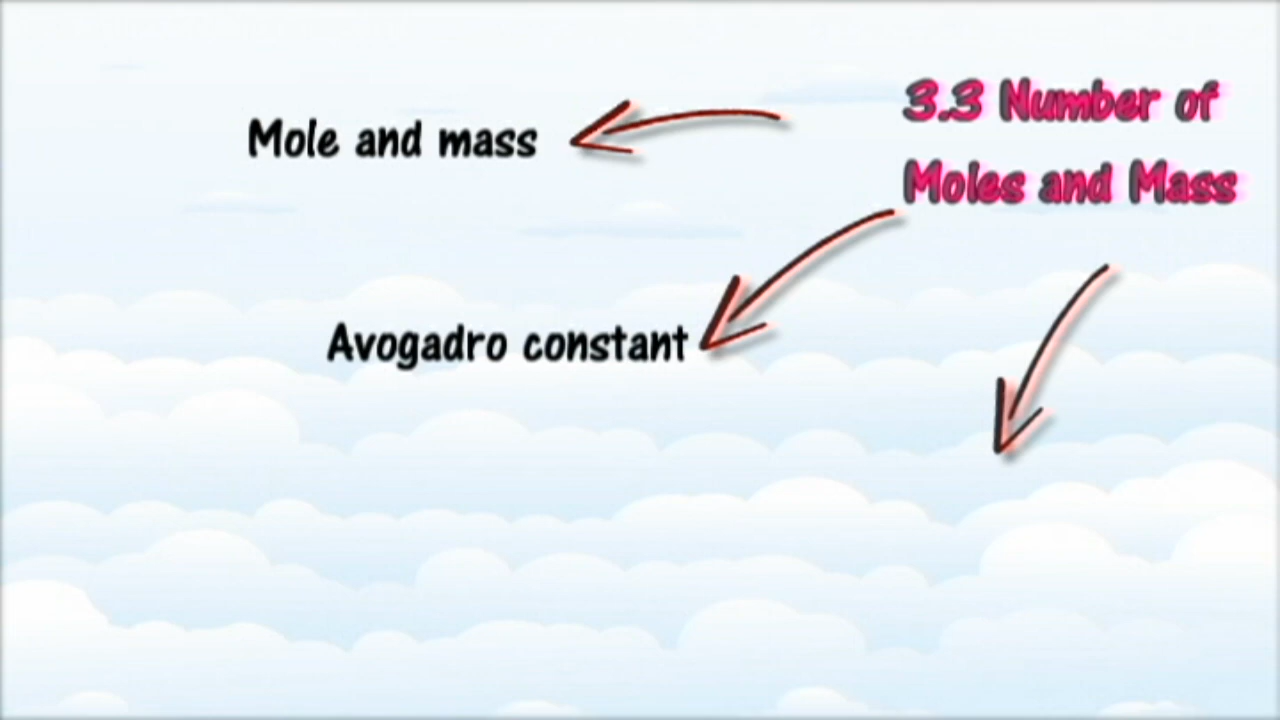 3.3 Number of
Moles and Mass
Mole and mass
Avogadro constant